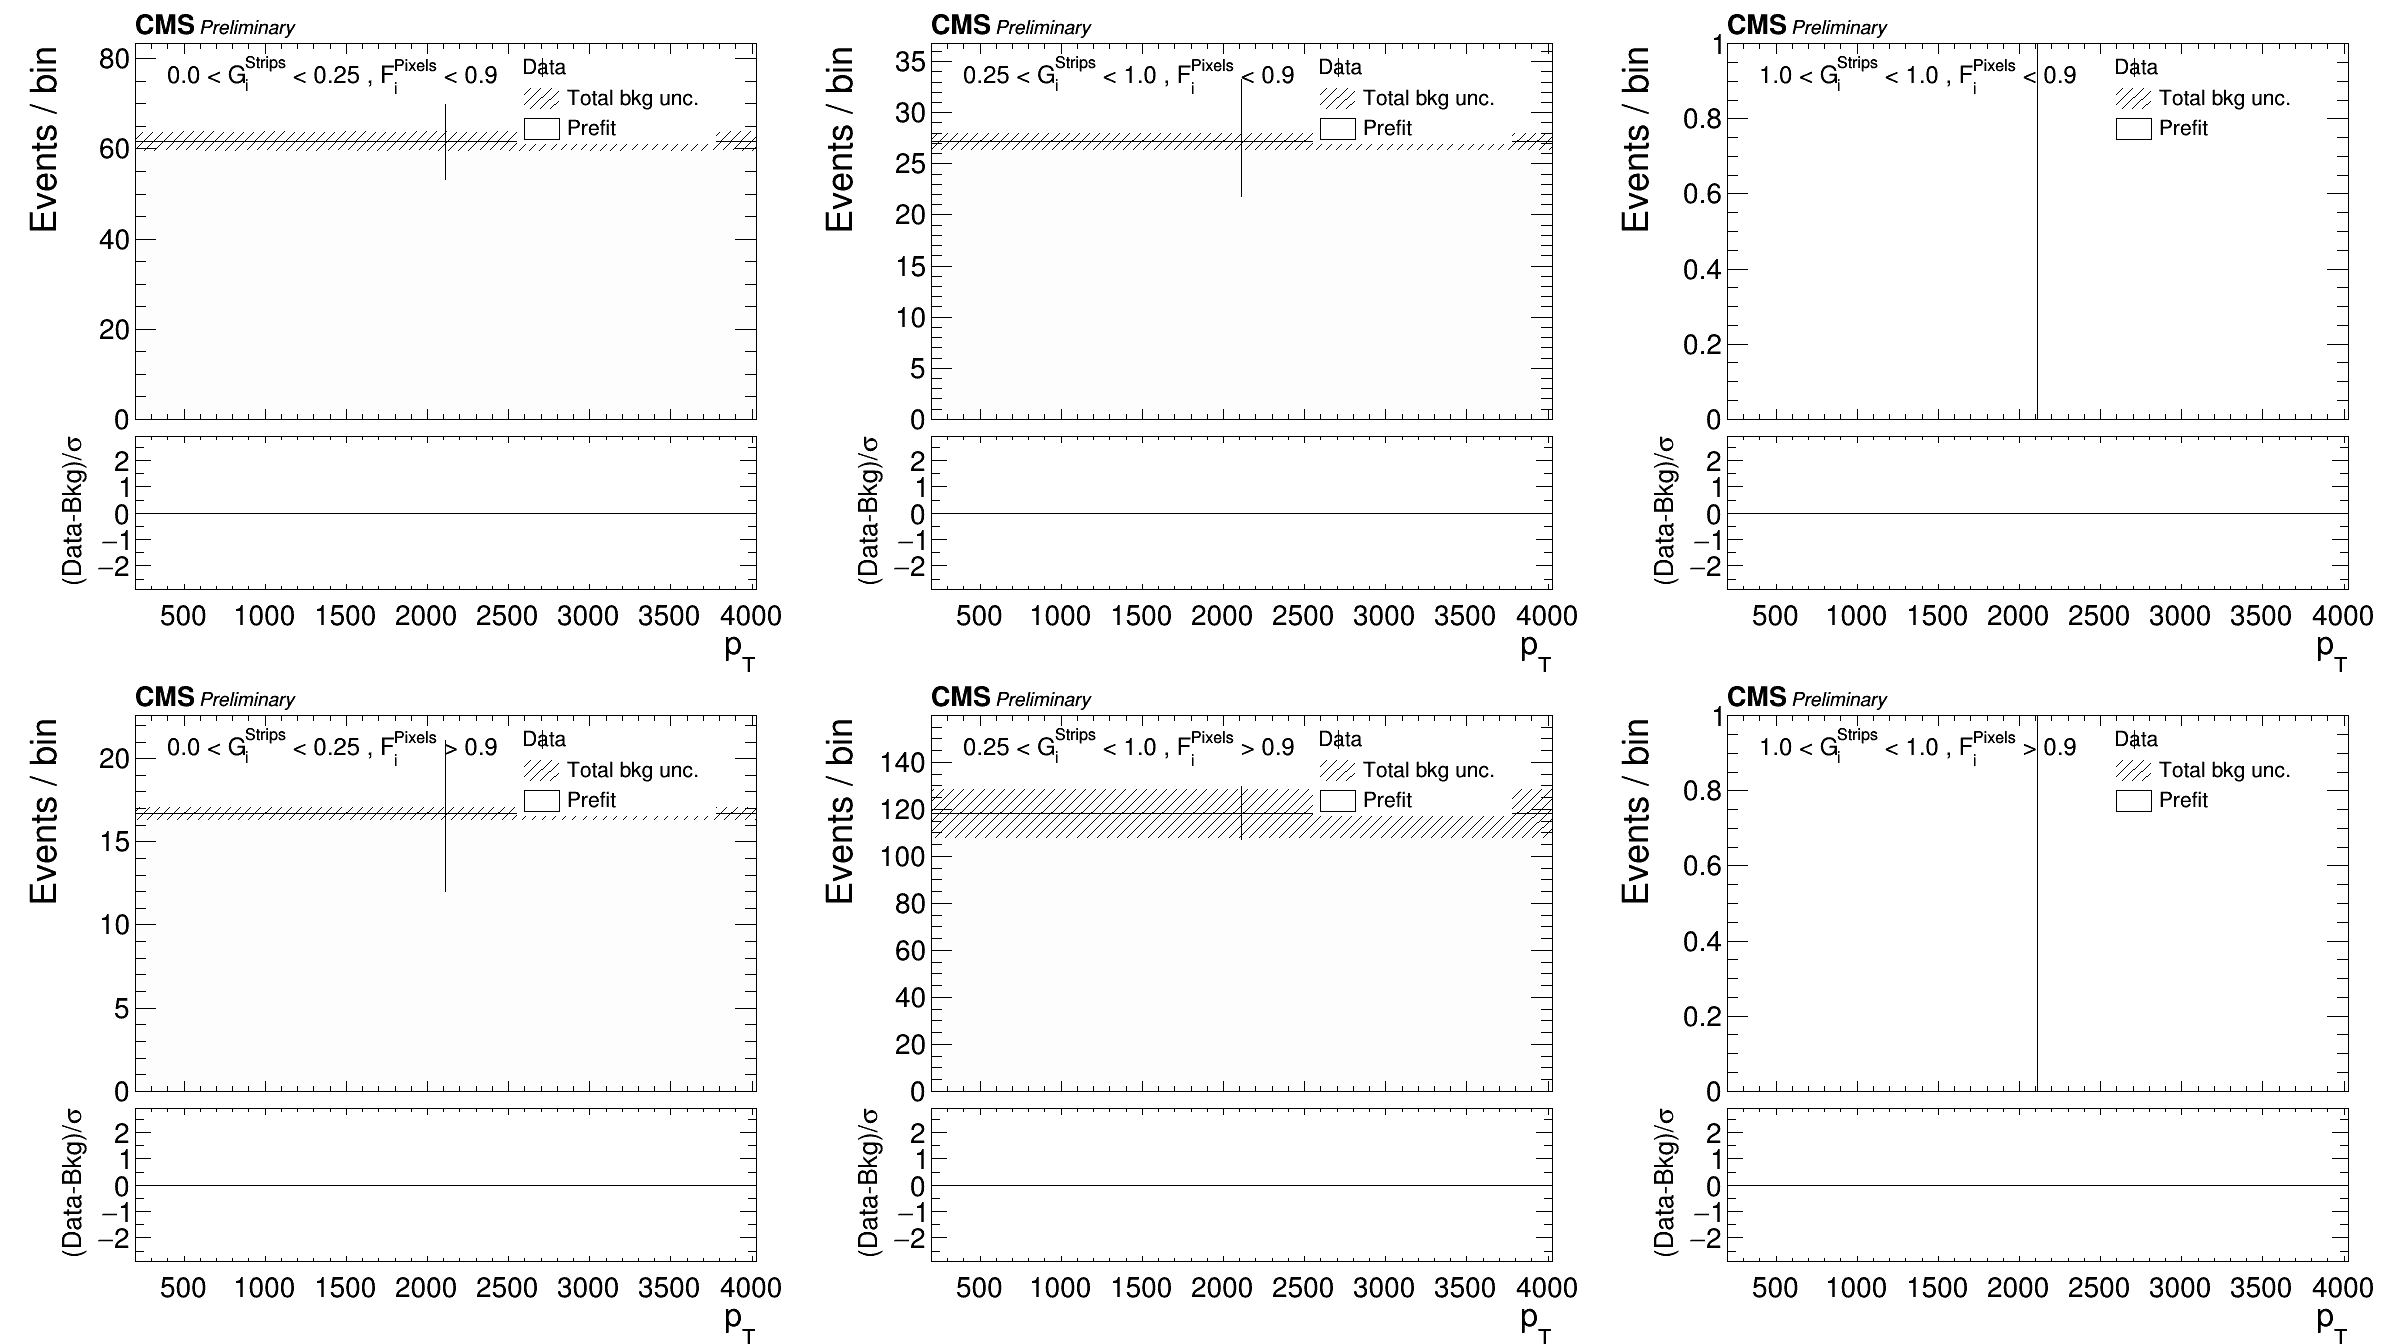 CMS Preliminary
Events / bin
80
60
40
20
0
0.0 < G_i^Strips < 0.25 , F_i^Pixels < 0.9
Data
Total bkg unc.
Prefit
(Data-Bkg)/σ
2
1
0
−1
−2
500 1000 1500 2000 2500 3000 3500 4000
p_T
CMS Preliminary
Events / bin
35
30
25
20
15
10
5
0
0.25 < G_i^Strips < 1.0 , F_i^Pixels < 0.9
Data
Total bkg unc.
Prefit
(Data-Bkg)/σ
2
1
0
−1
−2
500 1000 1500 2000 2500 3000 3500 4000
p_T
CMS Preliminary
Events / bin
1
0.8
0.6
0.4
0.2
0
1.0 < G_i^Strips < 1.0 , F_i^Pixels < 0.9
Data
Total bkg unc.
Prefit
(Data-Bkg)/σ
2
1
0
−1
−2
500 1000 1500 2000 2500 3000 3500 4000
p_T
CMS Preliminary
Events / bin
20
15
10
5
0
0.0 < G_i^Strips < 0.25 , F_i^Pixels > 0.9
Data
Total bkg unc.
Prefit
(Data-Bkg)/σ
2
1
0
−1
−2
500 1000 1500 2000 2500 3000 3500 4000
p_T
CMS Preliminary
Events / bin
140
120
100
80
60
40
20
0
0.25 < G_i^Strips < 1.0 , F_i^Pixels > 0.9
Data
Total bkg unc.
Prefit
(Data-Bkg)/σ
2
1
0
−1
−2
500 1000 1500 2000 2500 3000 3500 4000
p_T
CMS Preliminary
Events / bin
1
0.8
0.6
0.4
0.2
0
1.0 < G_i^Strips < 1.0 , F_i^Pixels > 0.9
Data
Total bkg unc.
Prefit
(Data-Bkg)/σ
2
1
0
−1
−2
500 1000 1500 2000 2500 3000 3500 4000
p_T